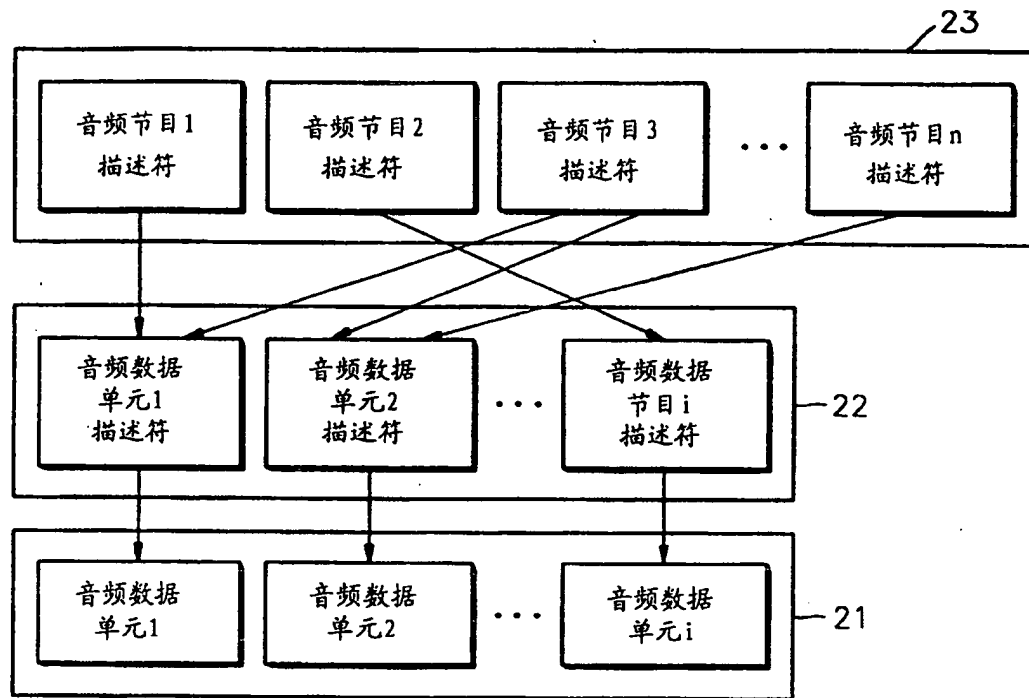 23
音频节目1
描述符
音频节目2
描述符
音频节目3
描述符
...
音频节目n
描述符
音频数据
单元1
描述符
音频数据
单元2
描述符
...
音频数据
节目i
描述符
22
音频数据
单元1
音频数据
单元2
...
音频数据
单元i
21